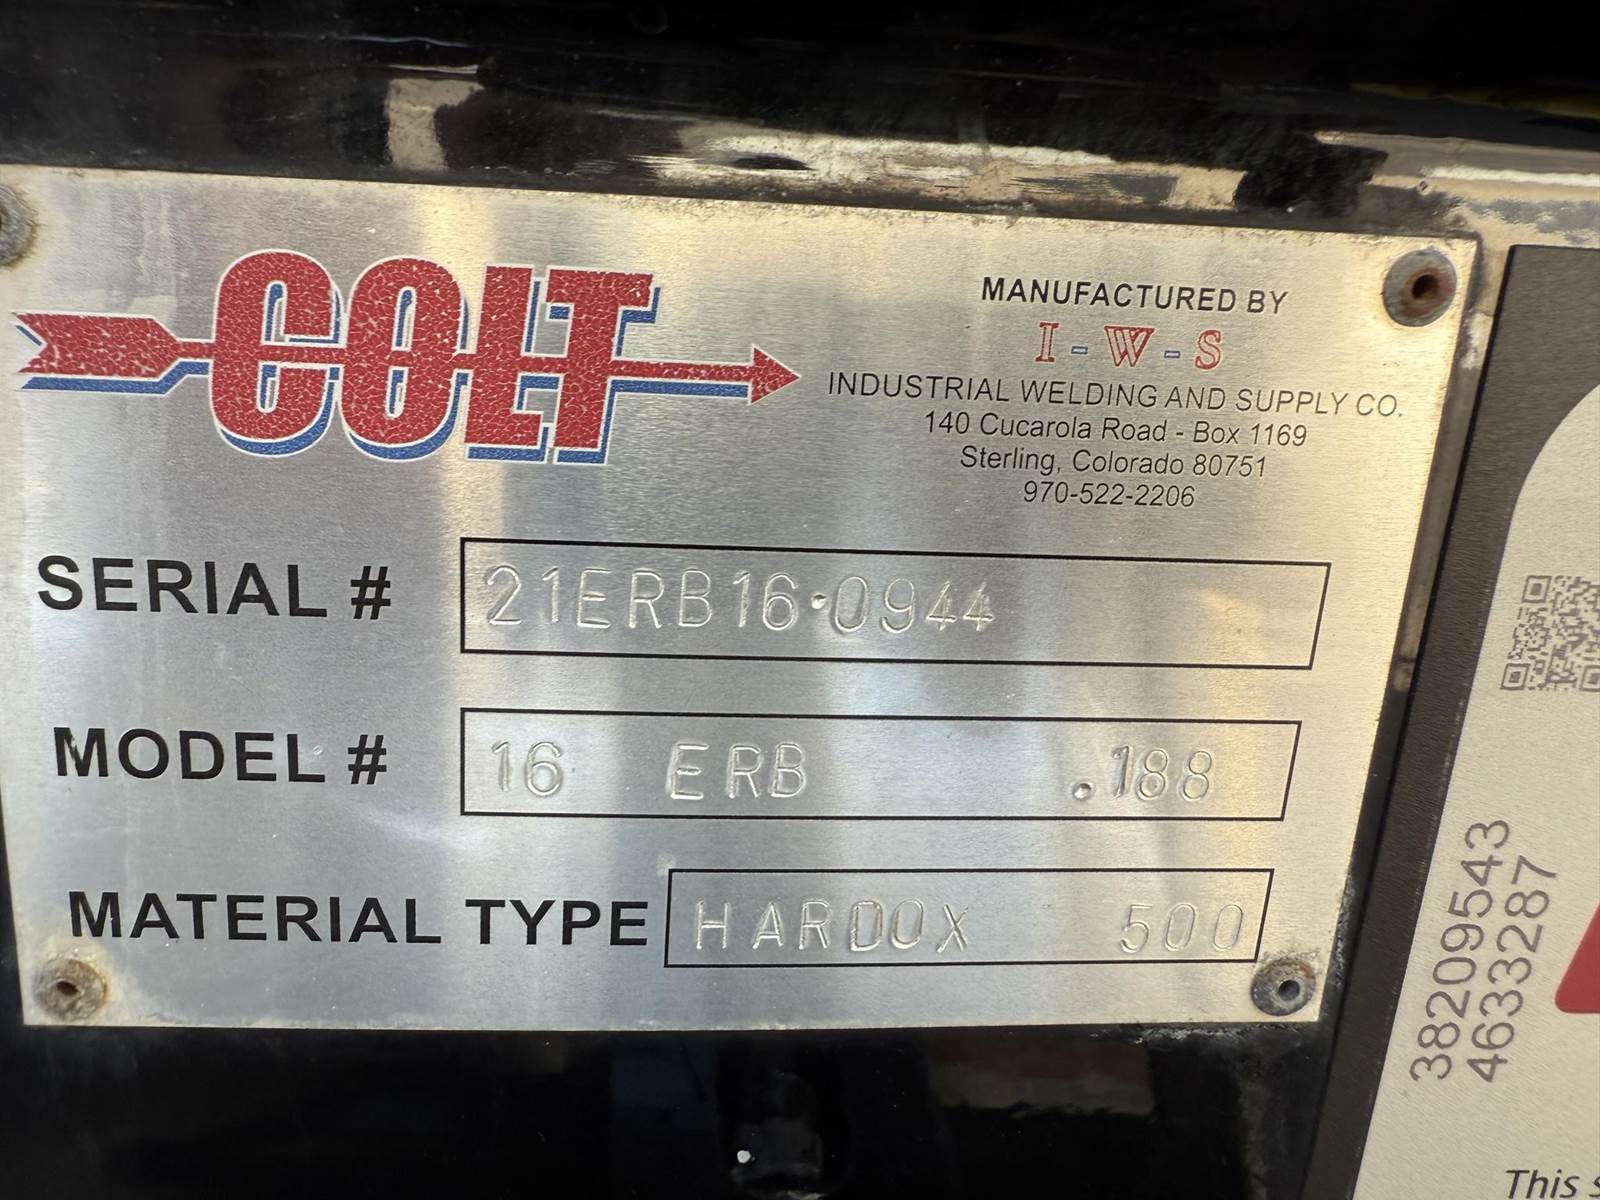 COLT
MANUFACTURED BY
I-W-S
INDUSTRIAL WELDING AND SUPPLY CO.
140 Cucarola Road - Box 1169
Sterling, Colorado 80751
970-522-2206
SERIAL # 21ERB16·0944
MODEL # 16 ERB .188
MATERIAL TYPE HARDOX 500
38209543
4633287
This